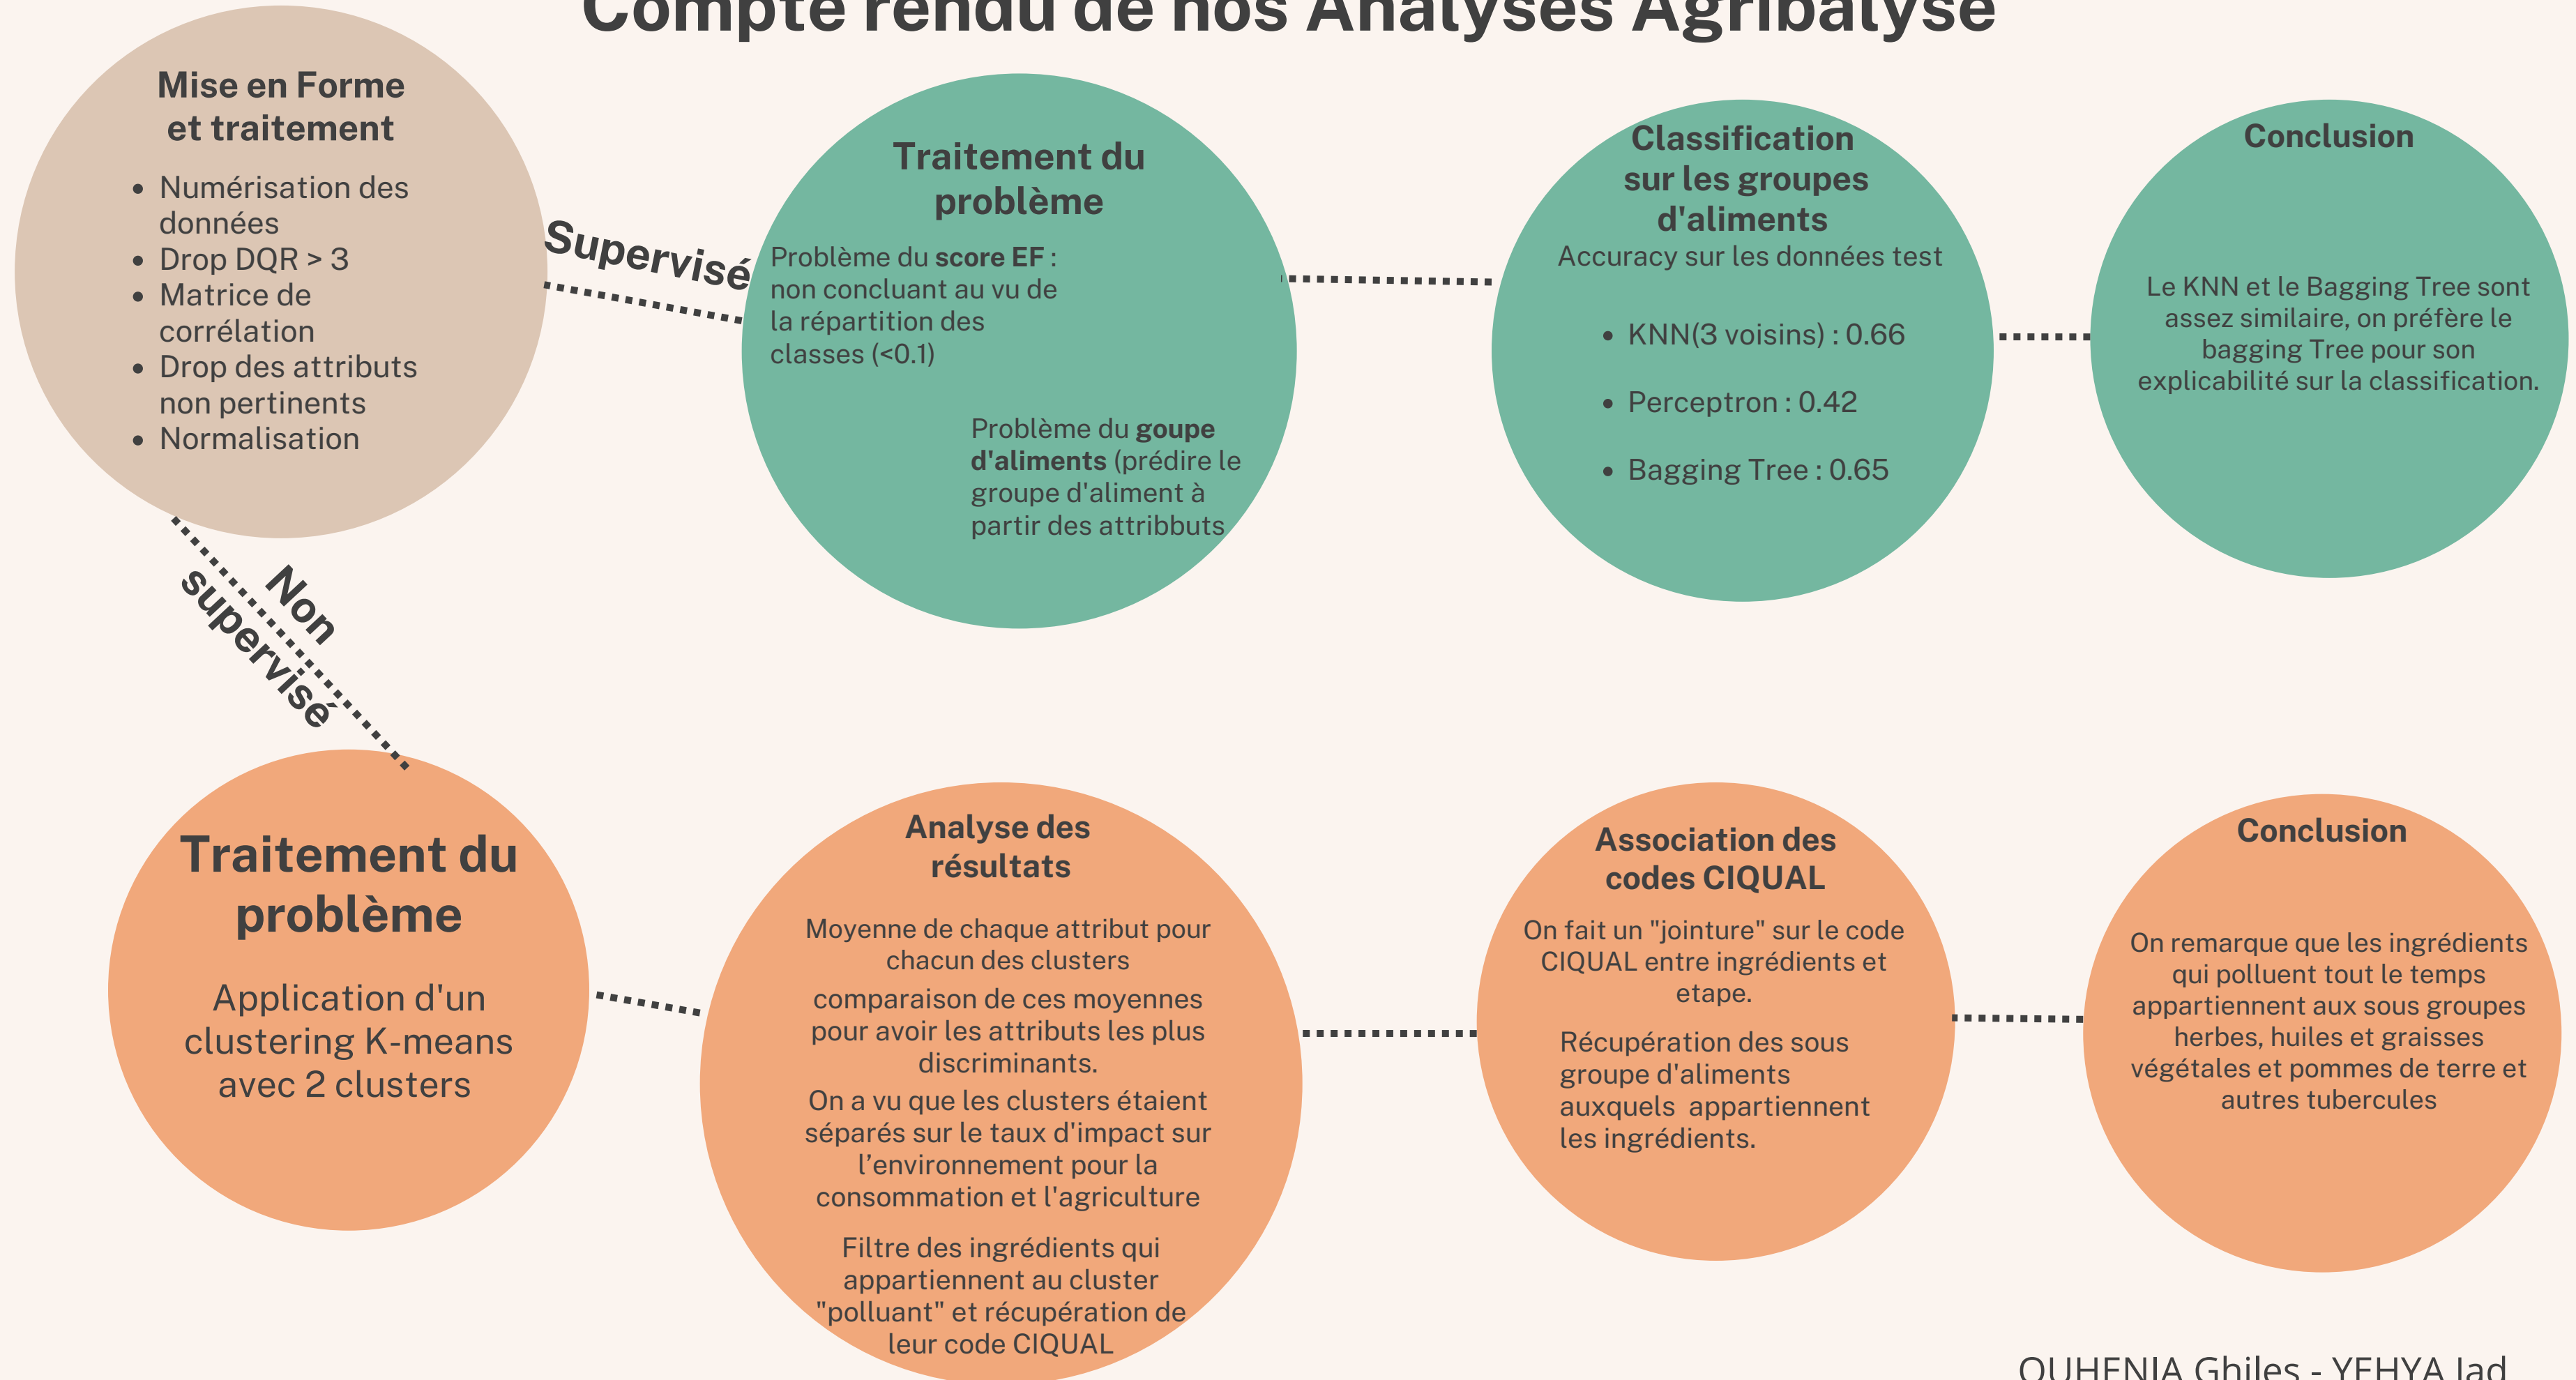 Compte rendu de nos Analyses Agribalyse
Mise en Forme
et traitement
• Numérisation des
données
• Drop DQR > 3
• Matrice de
corrélation
• Drop des attributs
non pertinents
• Normalisation
Supervisé
Traitement du
problème
Problème du score EF :
non concluant au vu de
la répartition des
classes (<0.1)
Problème du goupe
d'aliments (prédire le
groupe d'aliment à
partir des attribbuts
Classification
sur les groupes
d'aliments
Accuracy sur les données test
• KNN(3 voisins) : 0.66
• Perceptron : 0.42
• Bagging Tree : 0.65
Conclusion
Le KNN et le Bagging Tree sont
assez similaire, on préfère le
bagging Tree pour son
explicabilité sur la classification.
Non
supervisé
Traitement du
problème
Application d'un
clustering K-means
avec 2 clusters
Analyse des
résultats
Moyenne de chaque attribut pour
chacun des clusters
comparaison de ces moyennes
pour avoir les attributs les plus
discriminants.
On a vu que les clusters étaient
séparés sur le taux d'impact sur
l’environnement pour la
consommation et l'agriculture
Filtre des ingrédients qui
appartiennent au cluster
"polluant" et récupération de
leur code CIQUAL
Association des
codes CIQUAL
On fait un "jointure" sur le code
CIQUAL entre ingrédients et
etape.
Récupération des sous
groupe d'aliments
auxquels  appartiennent
les ingrédients.
Conclusion
On remarque que les ingrédients
qui polluent tout le temps
appartiennent aux sous groupes
herbes, huiles et graisses
végétales et pommes de terre et
autres tubercules
OUHENIA Ghiles - YEHYA Jad